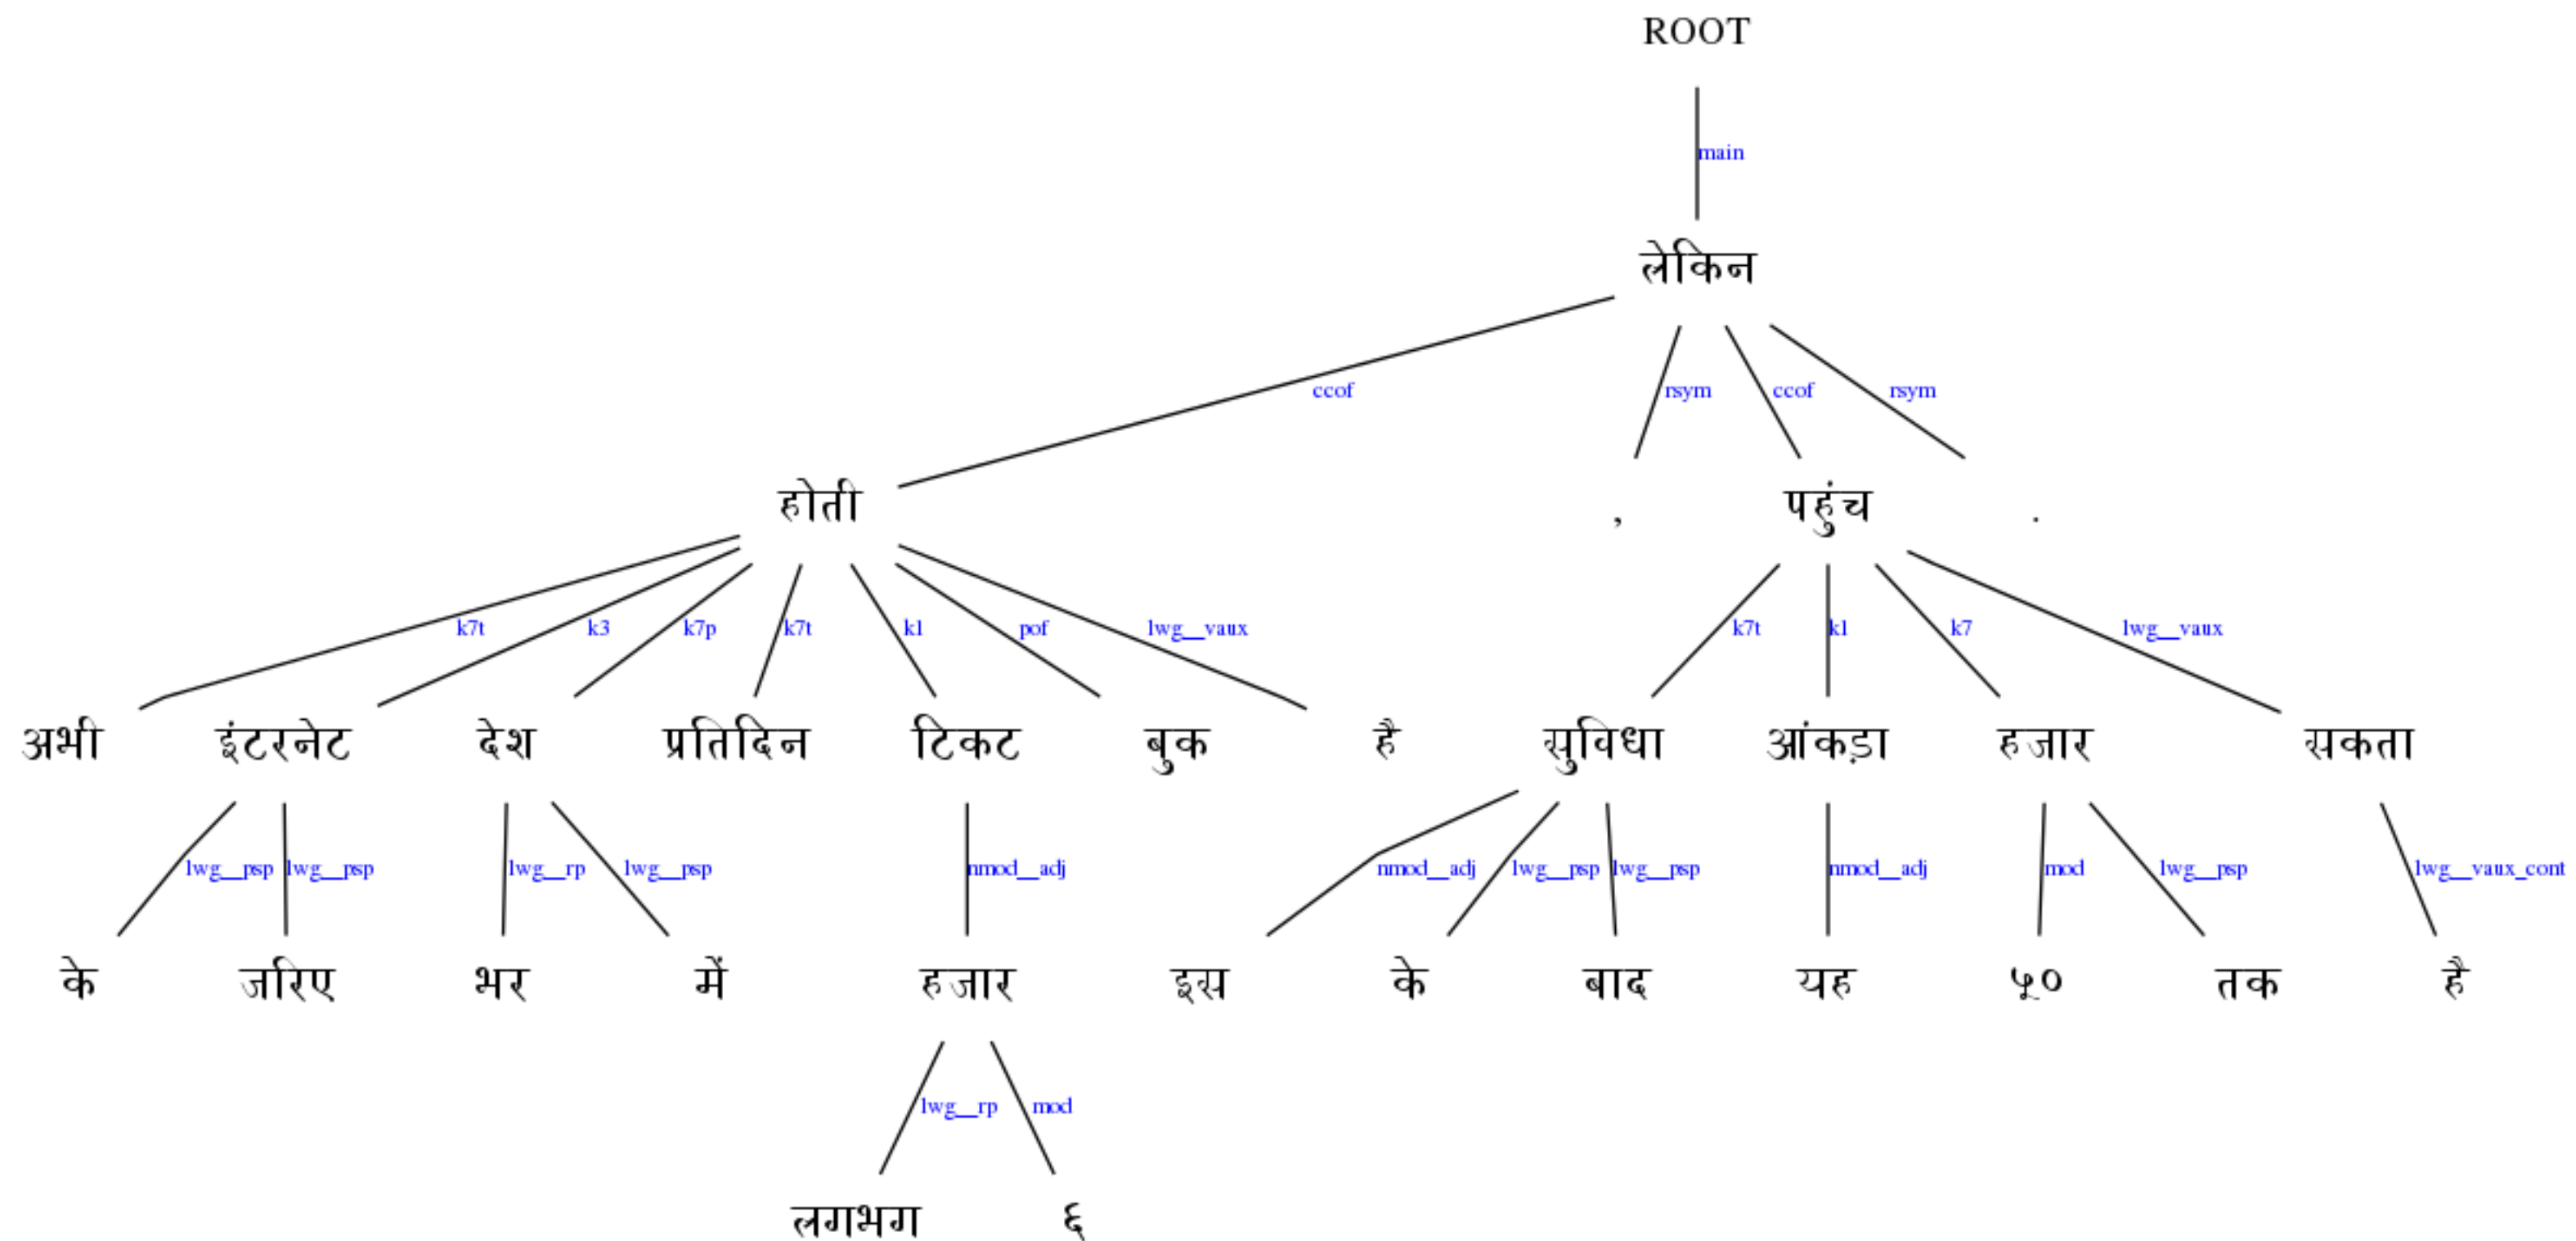 ROOT
main
लेकिन
ccof rsym ccof rsym
होती , पहुंच .
k7t k3 k7p k7t k1 pof lwg__vaux k7t k1 k7 lwg__vaux
अभी इंटरनेट देश प्रतिदिन टिकट बुक है सुविधा आंकड़ा हजार सकता
lwg__psp lwg__psp lwg__rp lwg__psp nmod__adj nmod__adj lwg__psp lwg__psp nmod__adj mod lwg__psp lwg__vaux_cont
के जरिए भर में हजार इस के बाद यह ५० तक है
lwg__rp mod
लगभग ६